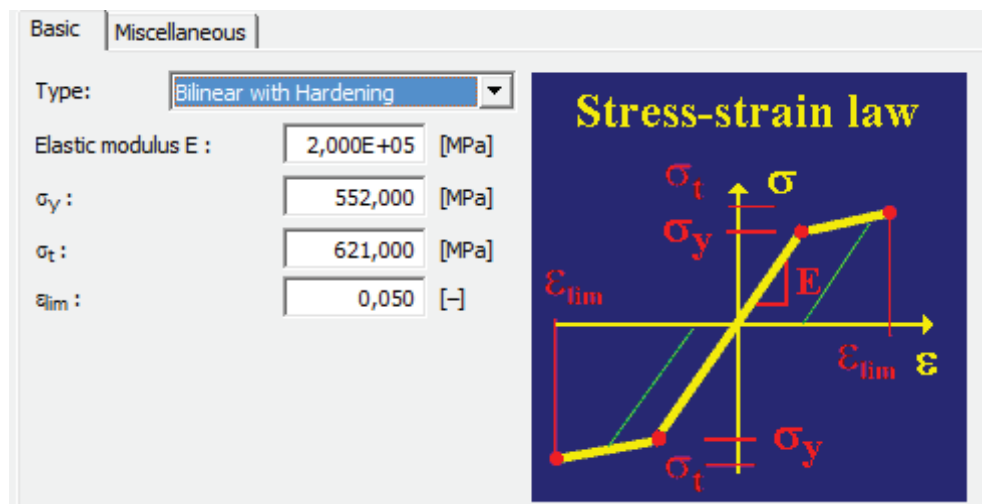 Basic
Miscellaneous
Type:
Bilinear with Hardening
Elastic modulus E :
2,000E+05
[MPa]
σy :
552,000
[MPa]
σt :
621,000
[MPa]
εlim :
0,050
[–]
Stress-strain law
σt
σ
σy
E
εlim
εlim
ε
σy
σt